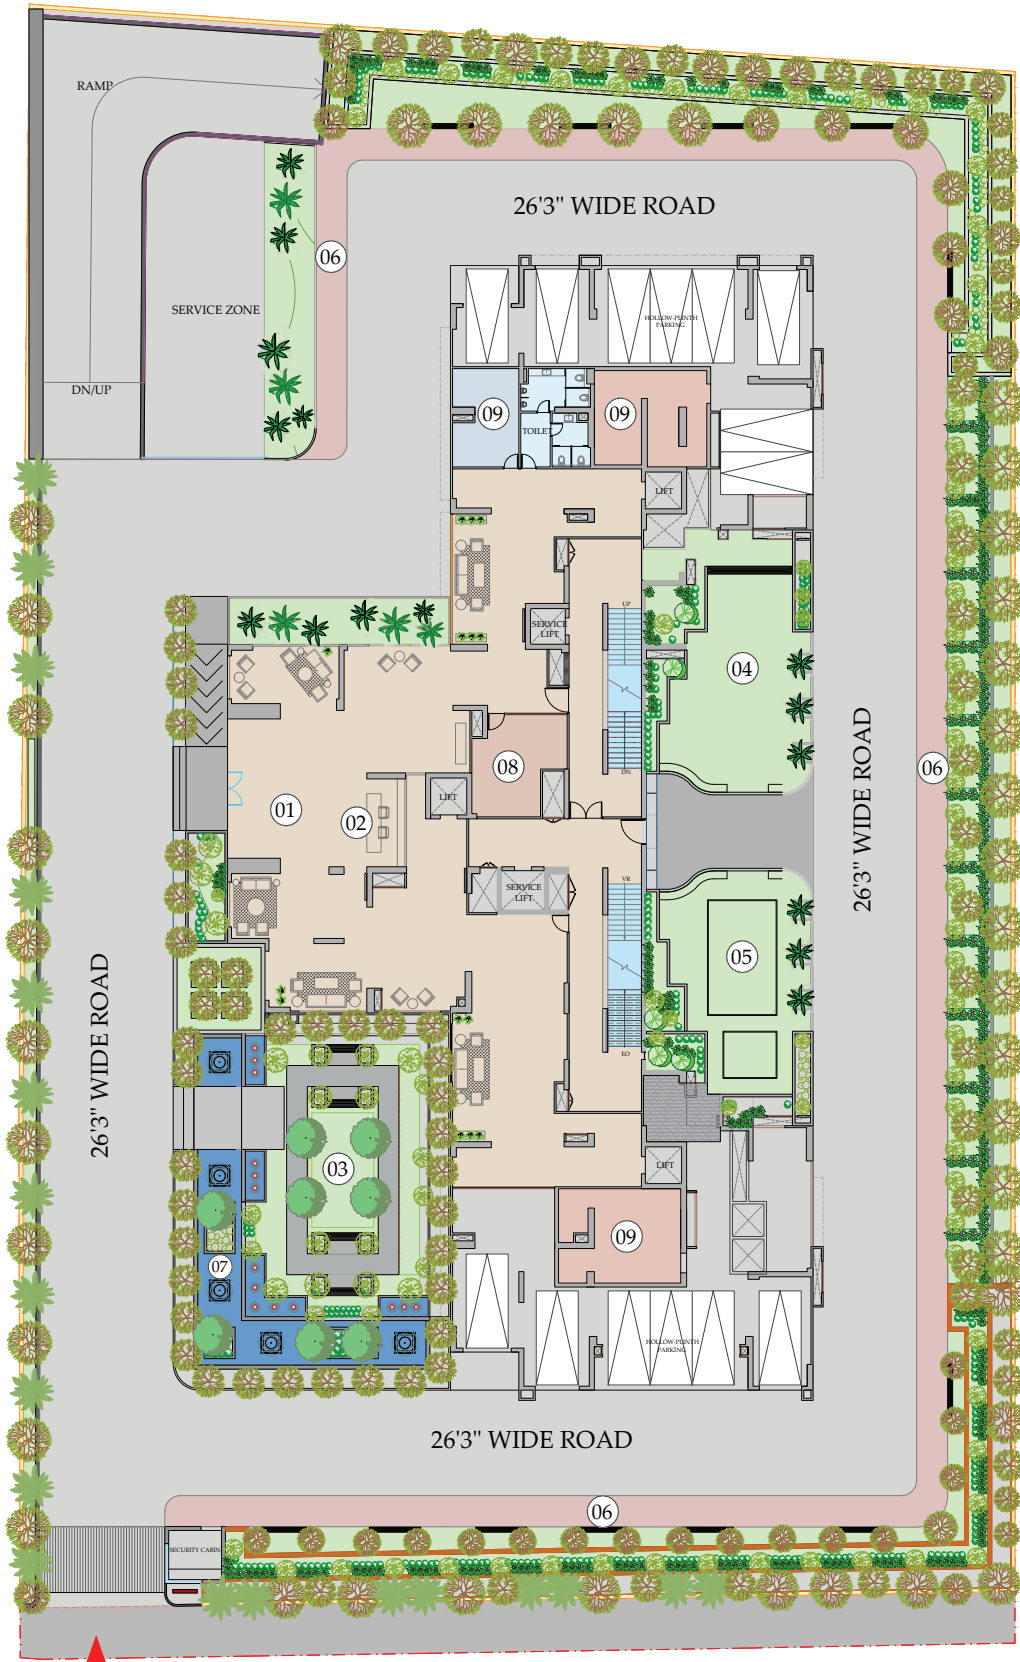 RAMP
26'3" WIDE ROAD
06
SERVICE ZONE
HOLLOW-PLINTH
PARKING
DN/UP
09
TOILET
09
LIFT
UP
SERVICE
LIFT
04
DN
08
LIFT
01
02
06
26'3" WIDE ROAD
VR
SERVICE
LIFT
05
26'3" WIDE ROAD
EO
03
LIFT
09
07
HOLLOW-PLINTH
PARKING
26'3" WIDE ROAD
06
SECURITY CABIN